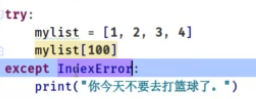 try:
    mylist = [1, 2, 3, 4]
    mylist[100]
except IndexError:
    print("你今天不要去打篮球了。")